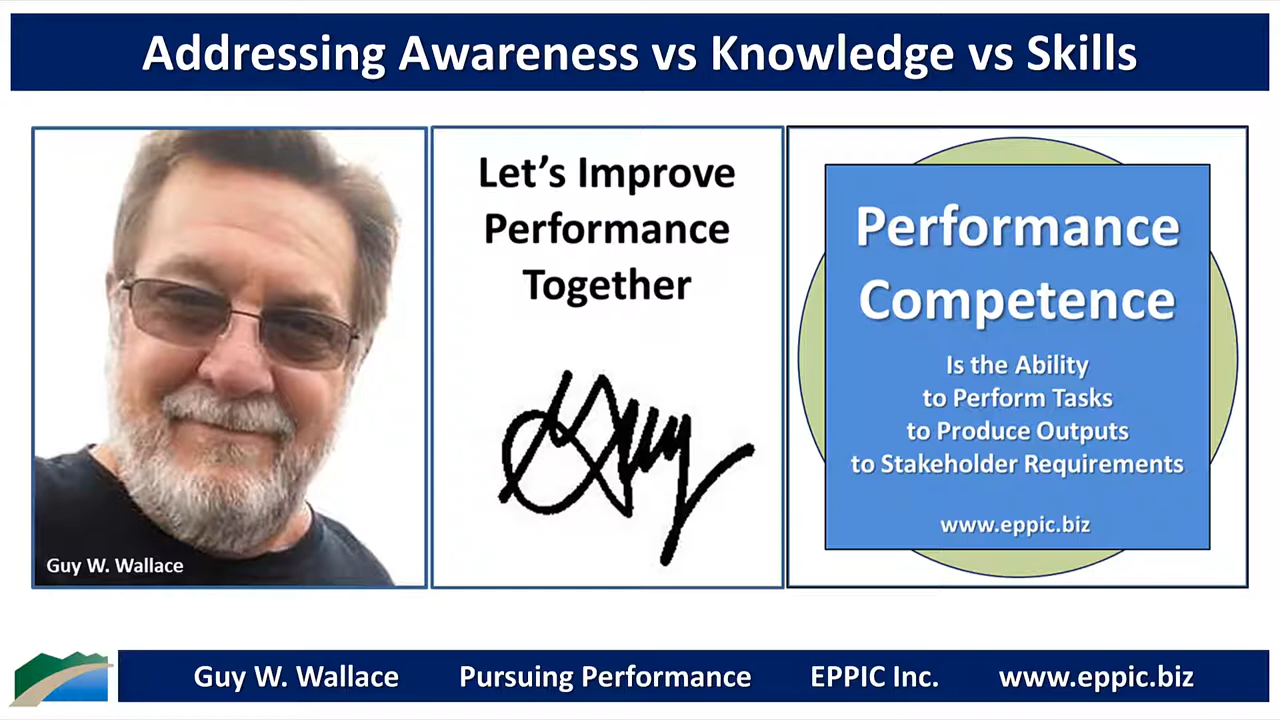 Addressing Awareness vs Knowledge vs Skills
Guy W. Wallace
Let's Improve
Performance
Together
Guy
Performance
Competence
Is the Ability
to Perform Tasks
to Produce Outputs
to Stakeholder Requirements
www.eppic.biz
Guy W. Wallace Pursuing Performance EPPIC Inc. www.eppic.biz